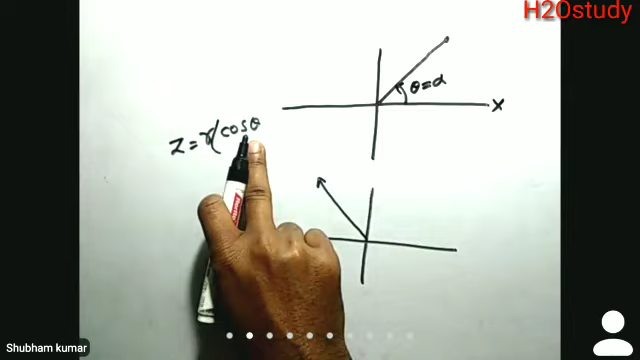 H2Ostudy
θ=α
x
z=r(cosθ
Shubham kumar